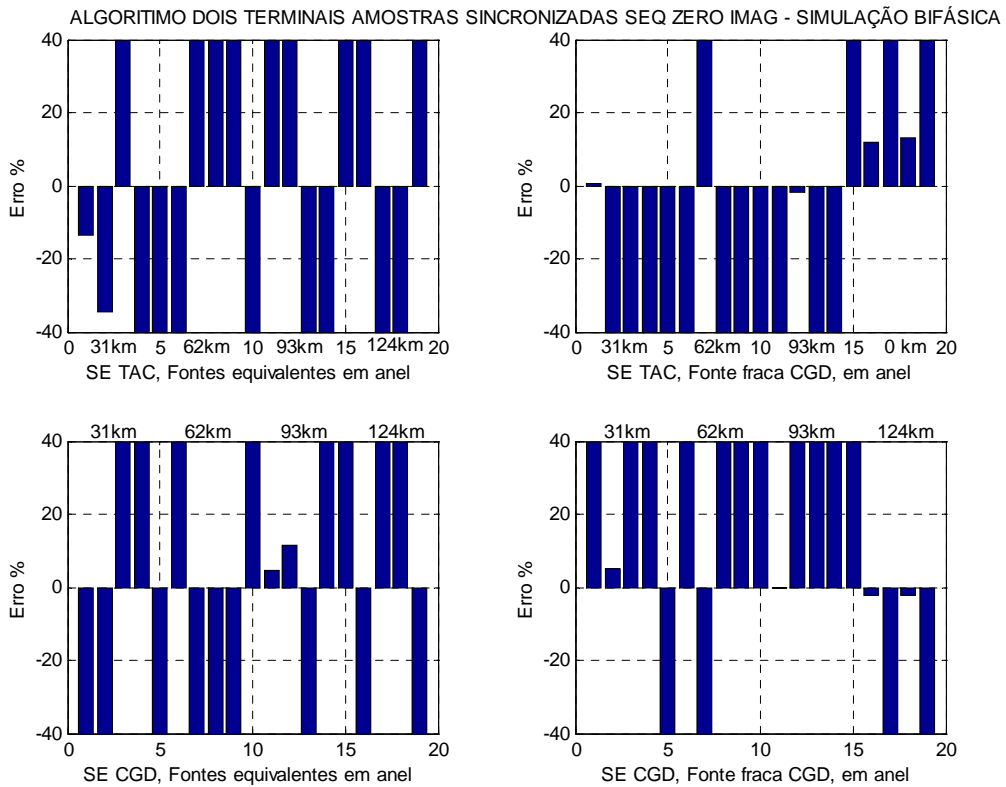 ALGORITIMO DOIS TERMINAIS AMOSTRAS SINCRONIZADAS SEQ ZERO IMAG - SIMULAÇÃO BIFÁSICA
40
20
0
-20
-40
Erro %
0 31km 5 62km 10 93km 15 124km 20
SE TAC, Fontes equivalentes em anel
40
20
0
-20
-40
Erro %
0 31km 5 62km 10 93km 15 0 km 20
SE TAC, Fonte fraca CGD, em anel
31km 62km 93km 124km
40
20
0
-20
-40
Erro %
0 5 10 15 20
SE CGD, Fontes equivalentes em anel
31km 62km 93km 124km
40
20
0
-20
-40
Erro %
0 5 10 15 20
SE CGD, Fonte fraca CGD, em anel